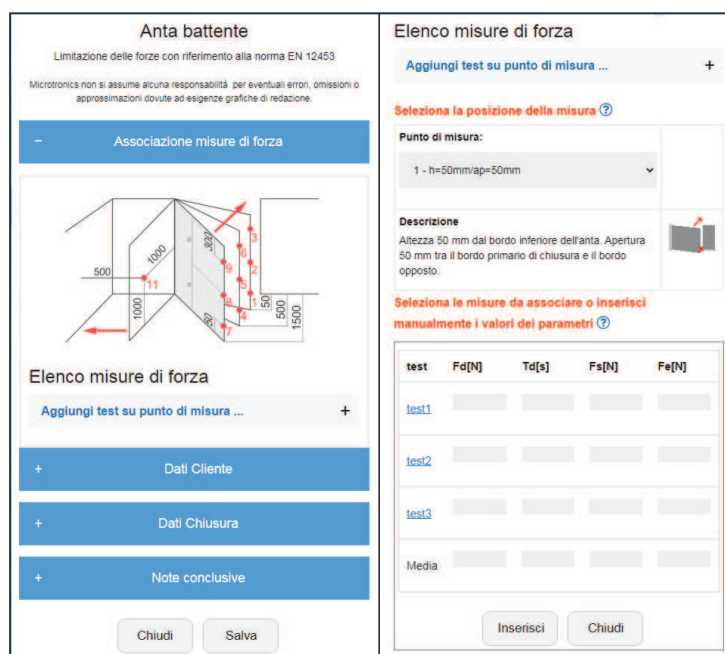 Anta battente
Limitazione delle forze con riferimento alla norma EN 12453
Microtronics non si assume alcuna responsabilità per eventuali errori, omissioni o
approssimazioni dovute ad esigenze grafiche di redazione.
− Associazione misure di forza
500
1000
1000
11
300
50
3
6
2
9
5
8
1
4
7
50
500
1500
Elenco misure di forza
Aggiungi test su punto di misura ... +
+ Dati Cliente
+ Dati Chiusura
+ Note conclusive
Chiudi Salva
Elenco misure di forza
Aggiungi test su punto di misura ... +
Seleziona la posizione della misura ?
Punto di misura:
1 - h=50mm/ap=50mm
Descrizione
Altezza 50 mm dal bordo inferiore dell'anta. Apertura
50 mm tra il bordo primario di chiusura e il bordo
opposto.
Seleziona le misure da associare o inserisci
manualmente i valori dei parametri ?
test Fd[N] Td[s] Fs[N] Fe[N]
test1
test2
test3
Media
Inserisci Chiudi